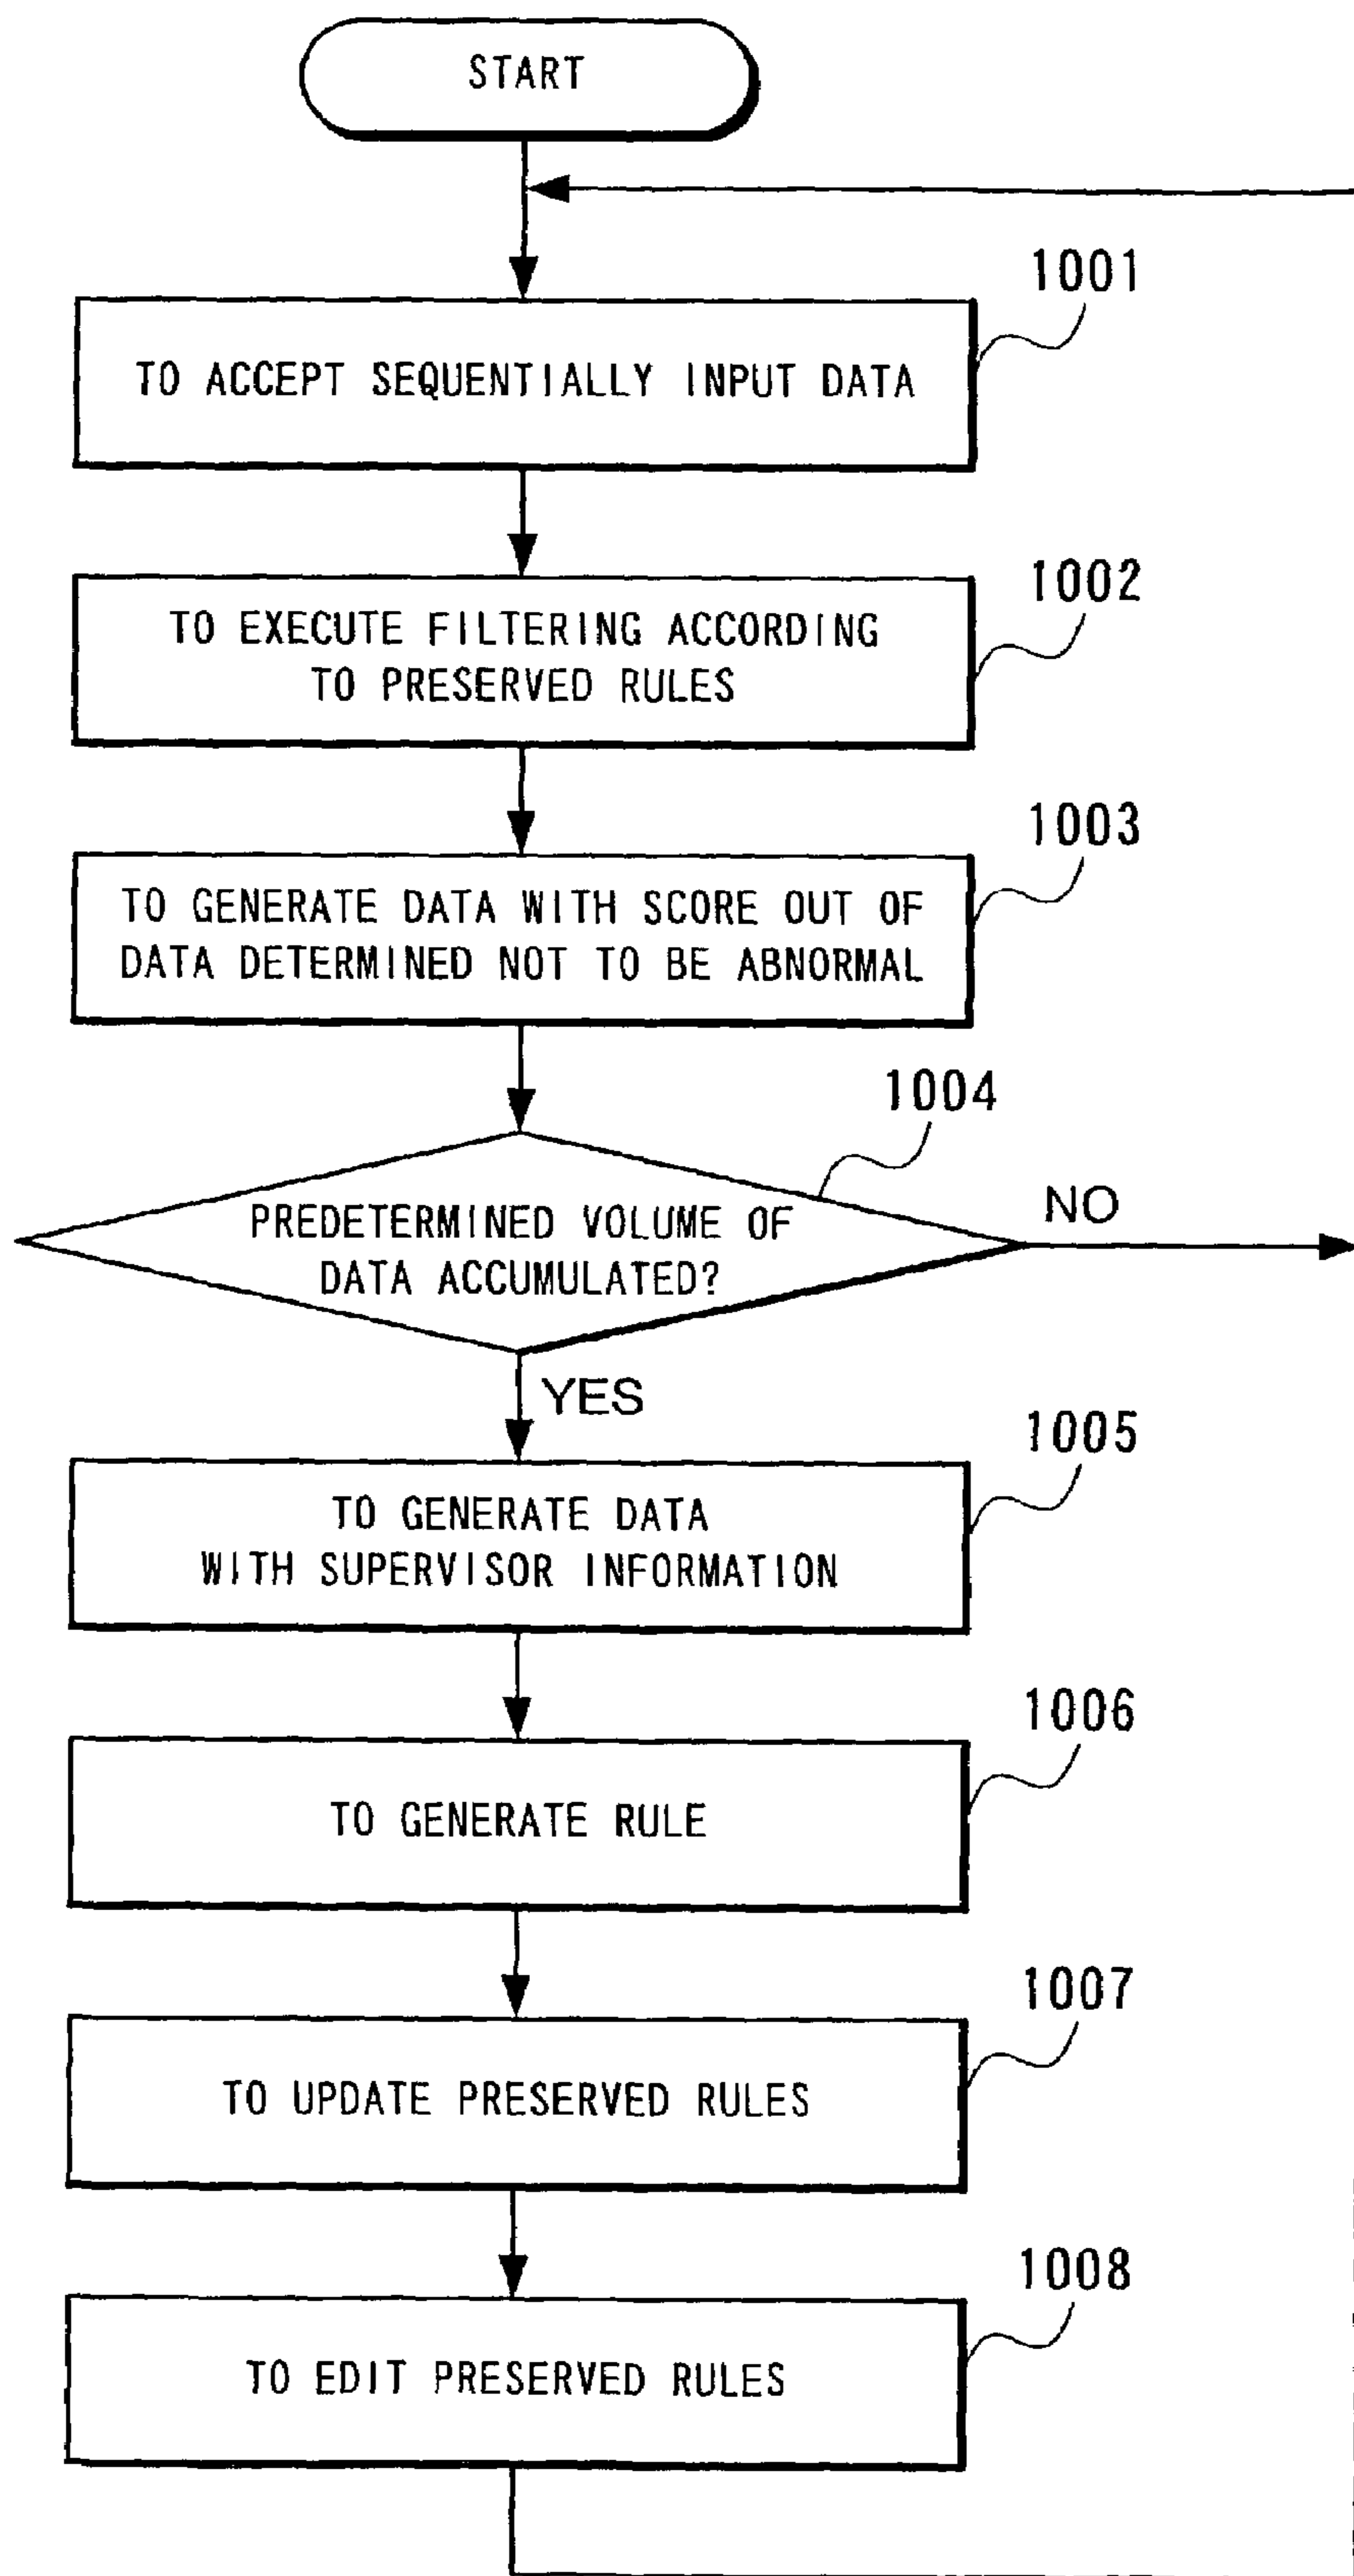 START
1001
TO ACCEPT SEQUENTIALLY INPUT DATA
1002
TO EXECUTE FILTERING ACCORDING
TO PRESERVED RULES
1003
TO GENERATE DATA WITH SCORE OUT OF
DATA DETERMINED NOT TO BE ABNORMAL
1004
PREDETERMINED VOLUME OF
DATA ACCUMULATED?
NO
YES
1005
TO GENERATE DATA
WITH SUPERVISOR INFORMATION
1006
TO GENERATE RULE
1007
TO UPDATE PRESERVED RULES
1008
TO EDIT PRESERVED RULES